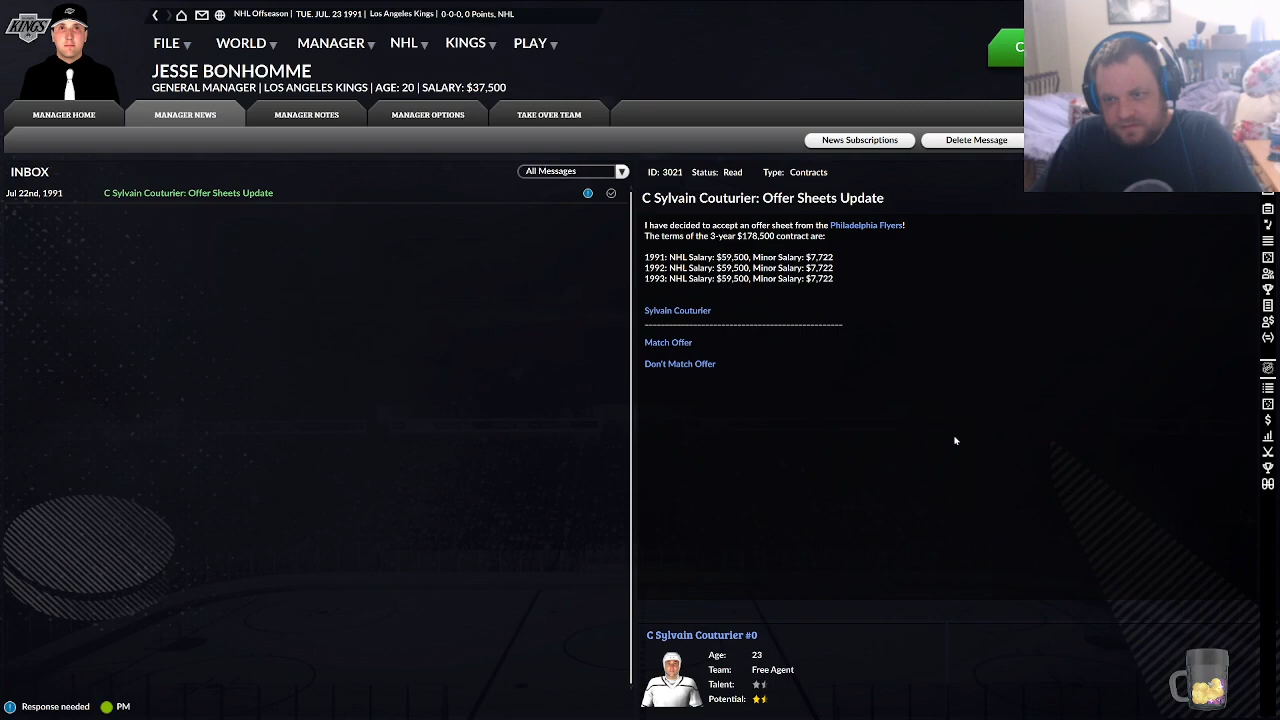 NHL Offseason | TUE. JUL. 23 1991 | Los Angeles Kings | 0-0-0, 0 Points, NHL
KINGS
FILE WORLD MANAGER NHL KINGS PLAY
C
JESSE BONHOMME
GENERAL MANAGER | LOS ANGELES KINGS | AGE: 20 | SALARY: $37,500
MANAGER HOME MANAGER NEWS MANAGER NOTES MANAGER OPTIONS TAKE OVER TEAM
News Subscriptions Delete Message
INBOX All Messages
Jul 22nd, 1991 C Sylvain Couturier: Offer Sheets Update
ID: 3021 Status: Read Type: Contracts
C Sylvain Couturier: Offer Sheets Update
I have decided to accept an offer sheet from the Philadelphia Flyers!
The terms of the 3-year $178,500 contract are:
1991: NHL Salary: $59,500, Minor Salary: $7,722
1992: NHL Salary: $59,500, Minor Salary: $7,722
1993: NHL Salary: $59,500, Minor Salary: $7,722
Sylvain Couturier
Match Offer
Don't Match Offer
C Sylvain Couturier #0
Age: 23
Team: Free Agent
Talent:
Potential:
Response needed PM